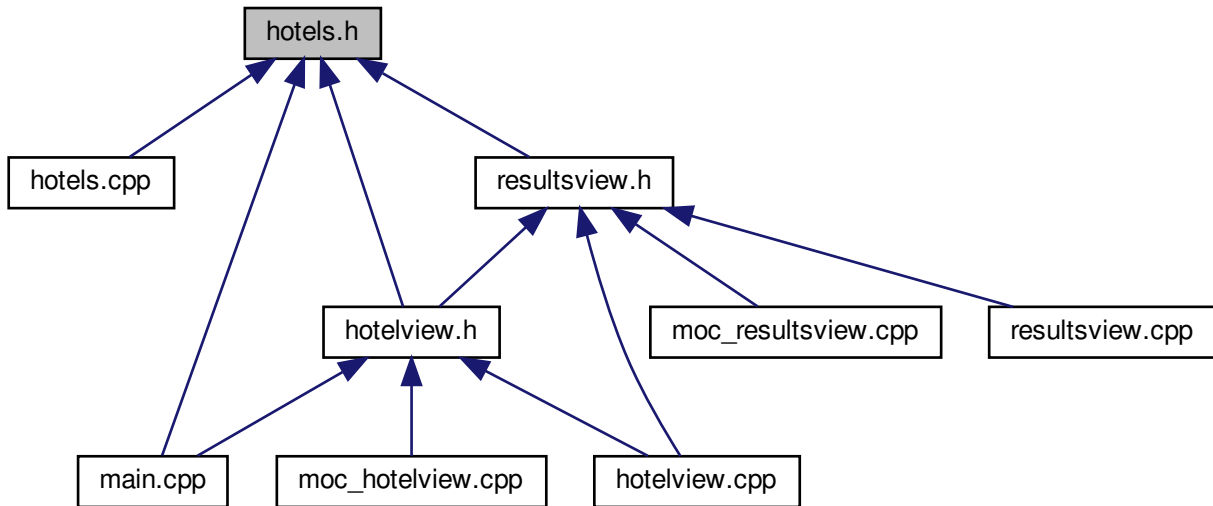 hotels.h
hotels.cpp
resultsview.h
hotelview.h
moc_resultsview.cpp
resultsview.cpp
main.cpp
moc_hotelview.cpp
hotelview.cpp